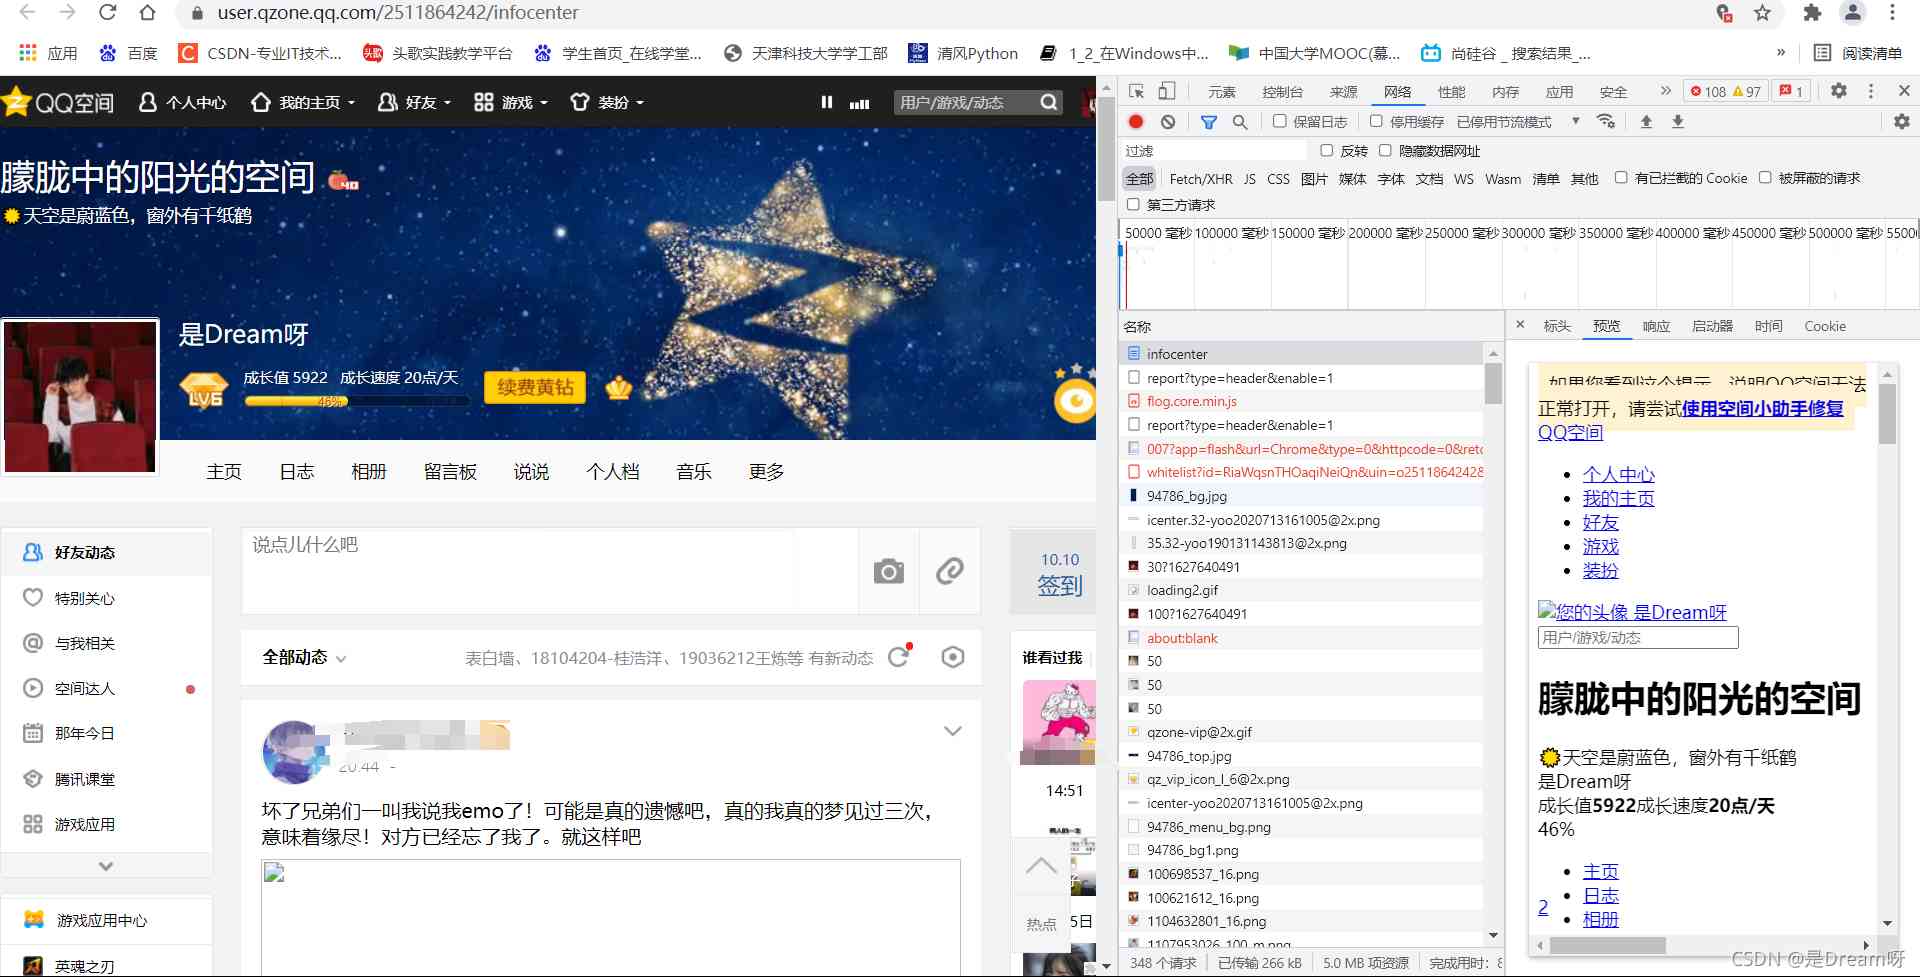 user.qzone.qq.com/2511864242/infocenter
应用 百度 CSDN-专业IT技术... 头歌实践教学平台 学生首页_在线学堂... 天津科技大学学工部 清风Python 1_2_在Windows中... 中国大学MOOC(慕... 尚硅谷 _ 搜索结果_... » 阅读清单
QQ空间 个人中心 我的主页 好友 游戏 装扮 用户/游戏/动态
朦胧中的阳光的空间 40
天空是蔚蓝色，窗外有千纸鹤
是Dream呀
LV6 成长值 5922 成长速度 20点/天
46%
续费黄钻
主页 日志 相册 留言板 说说 个人档 音乐 更多
好友动态
特别关心
与我相关
空间达人
那年今日
腾讯课堂
游戏应用
游戏应用中心
英魂之刃
说点儿什么吧
10.10
签到
全部动态 表白墙、18104204-桂浩洋、19036212王炼等 有新动态
谁看过我
20:44 -
坏了兄弟们一叫我说我emo了！可能是真的遗憾吧，真的我真的梦见过三次，
意味着缘尽！对方已经忘了我了。就这样吧
14:51
热点
5日
元素 控制台 来源 网络 性能 内存 应用 安全 » 108 97 1
保留日志 停用缓存 已停用节流模式
过滤 反转 隐藏数据网址
全部 Fetch/XHR JS CSS 图片 媒体 字体 文档 WS Wasm 清单 其他 有已拦截的 Cookie 被屏蔽的请求
第三方请求
50000 毫秒 100000 毫秒 150000 毫秒 200000 毫秒 250000 毫秒 300000 毫秒 350000 毫秒 400000 毫秒 450000 毫秒 500000 毫秒 5500
名称
infocenter
report?type=header&enable=1
flog.core.min.js
report?type=header&enable=1
007?app=flash&url=Chrome&type=0&httpcode=0&retc
whitelist?id=RiaWqsnTHOaqiNeiQn&uin=o2511864242&
94786_bg.jpg
icenter.32-yoo2020713161005@2x.png
35.32-yoo190131143813@2x.png
30?1627640491
loading2.gif
100?1627640491
about:blank
50
50
50
qzone-vip@2x.gif
94786_top.jpg
qz_vip_icon_l_6@2x.png
icenter-yoo2020713161005@2x.png
94786_menu_bg.png
94786_bg1.png
100698537_16.png
100621612_16.png
1104632801_16.png
1107953026_100_m.png
348 个请求 已传输 266 kB 5.0 MB 项资源 完成用时：8
标头 预览 响应 启动器 时间 Cookie
如果您看到这个提示，说明QQ空间无法
正常打开，请尝试使用空间小助手修复
QQ空间
个人中心
我的主页
好友
游戏
装扮
您的头像 是Dream呀
用户/游戏/动态
朦胧中的阳光的空间
天空是蔚蓝色，窗外有千纸鹤
是Dream呀
成长值5922成长速度20点/天
46%
主页
日志
2
相册
CSDN @是Dream呀